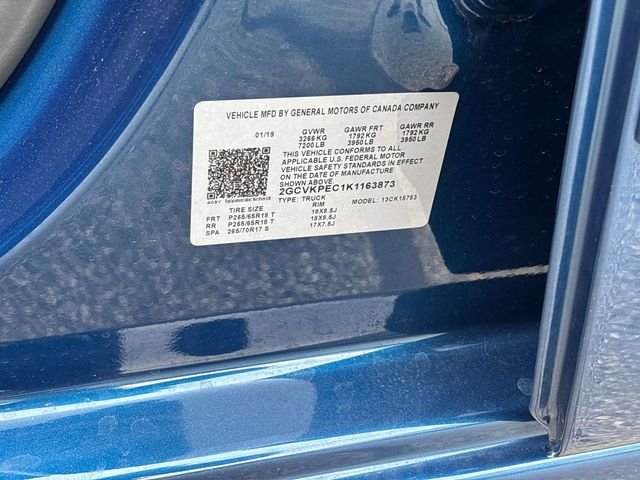 VEHICLE MFD BY GENERAL MOTORS OF CANADA COMPANY
01/19 GVWR GAWR FRT GAWR RR
3266 KG 1792 KG 1792 KG
7200 LB 3950 LB 3950 LB
THIS VEHICLE CONFORMS TO ALL
APPLICABLE U.S. FEDERAL MOTOR
VEHICLE SAFETY STANDARDS IN EFFECT
ON THE DATE OF MANUFACTURE
SHOWN ABOVE.
2GCVKPEC1K1163873
TYPE: TRUCK MODEL: 13CK15753
TIRE SIZE RIM
FRT P265/65R18 T 18X8.5J
RR P265/65R18 T 18X8.5J
SPA 265/70R17 S 17X7.5J